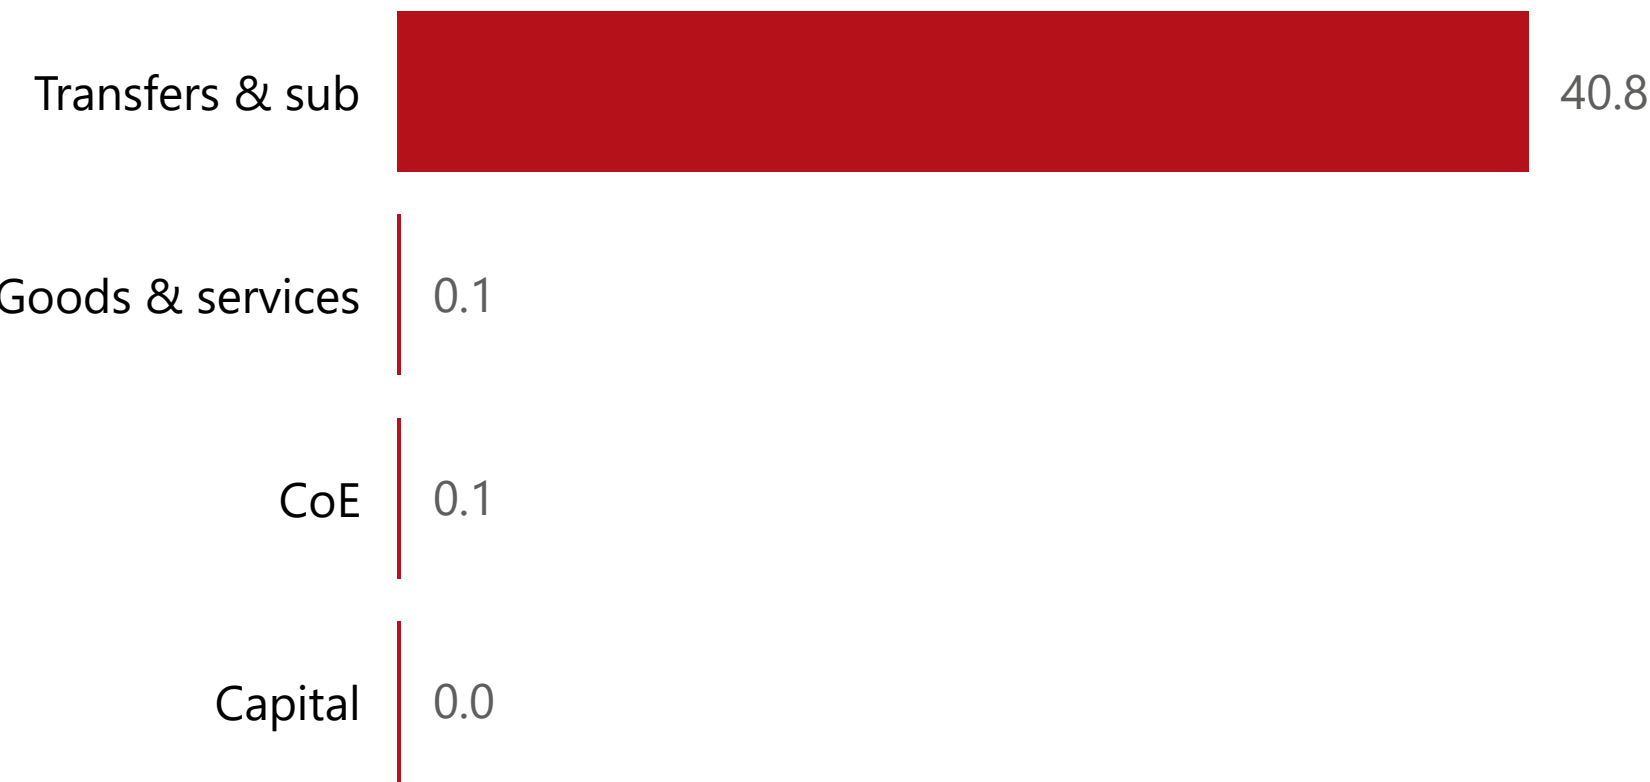 Transfers & sub 40.8
Goods & services 0.1
CoE 0.1
Capital 0.0